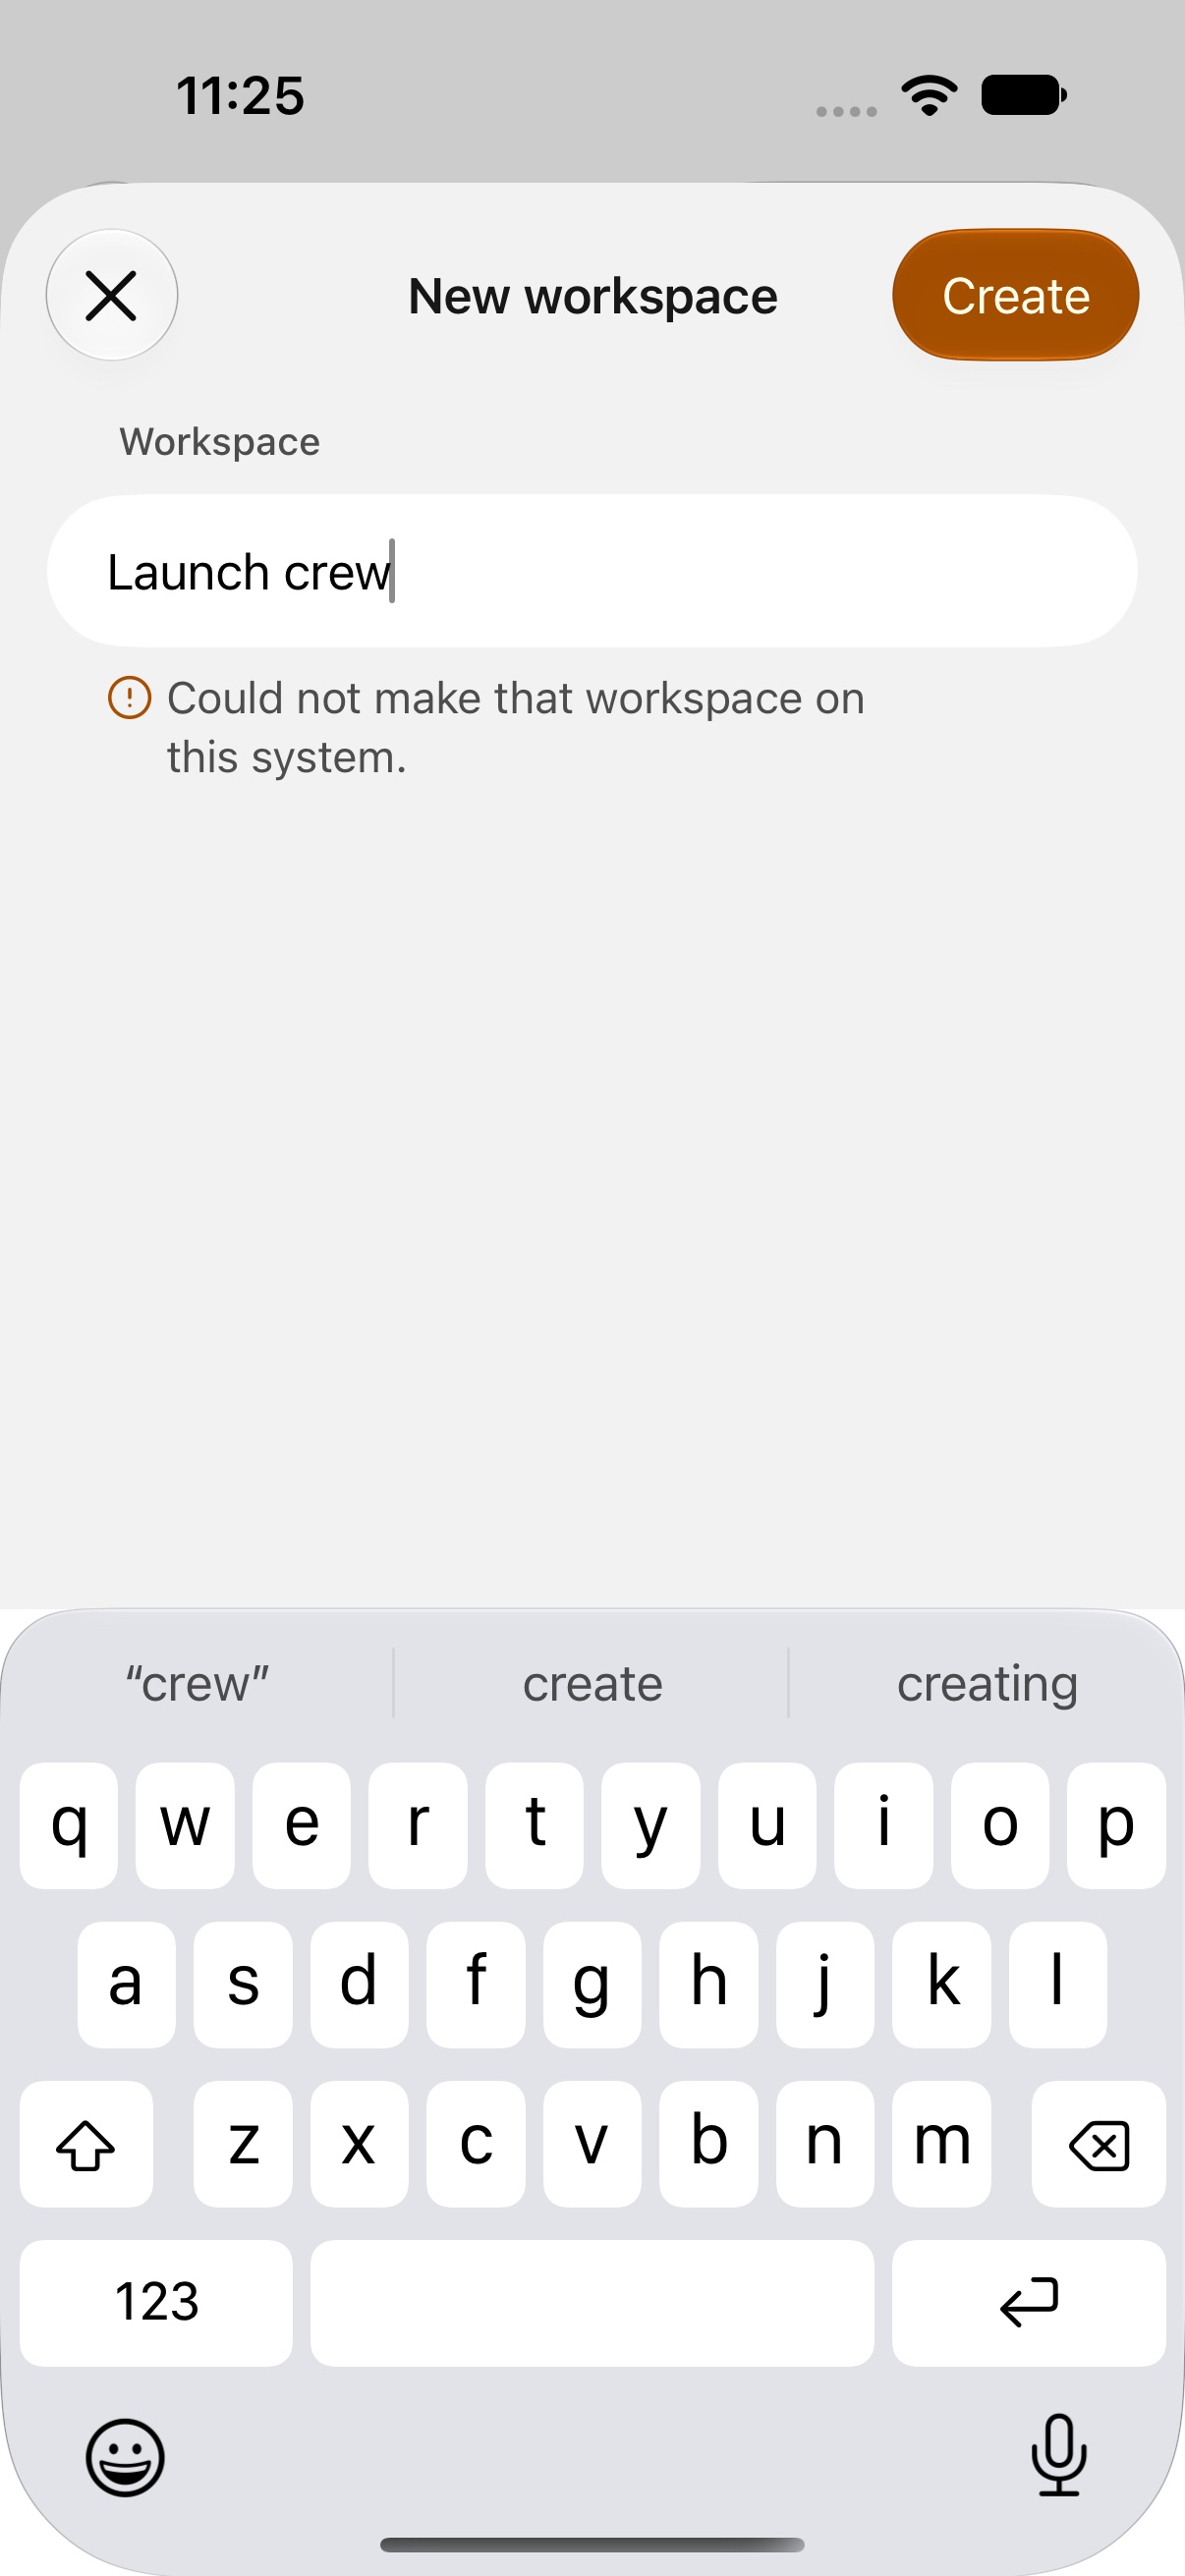 11:25
New workspace
Create
Workspace
Launch crew
Could not make that workspace on
this system.
“crew” create creating
q w e r t y u i o p
a s d f g h j k l
z x c v b n m
123